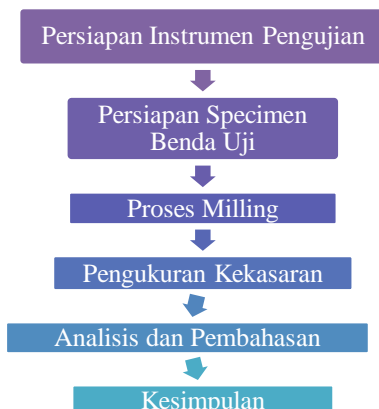 Persiapan Instrumen Pengujian
Persiapan Specimen
Benda Uji
Proses Milling
Pengukuran Kekasaran
Analisis dan Pembahasan
Kesimpulan